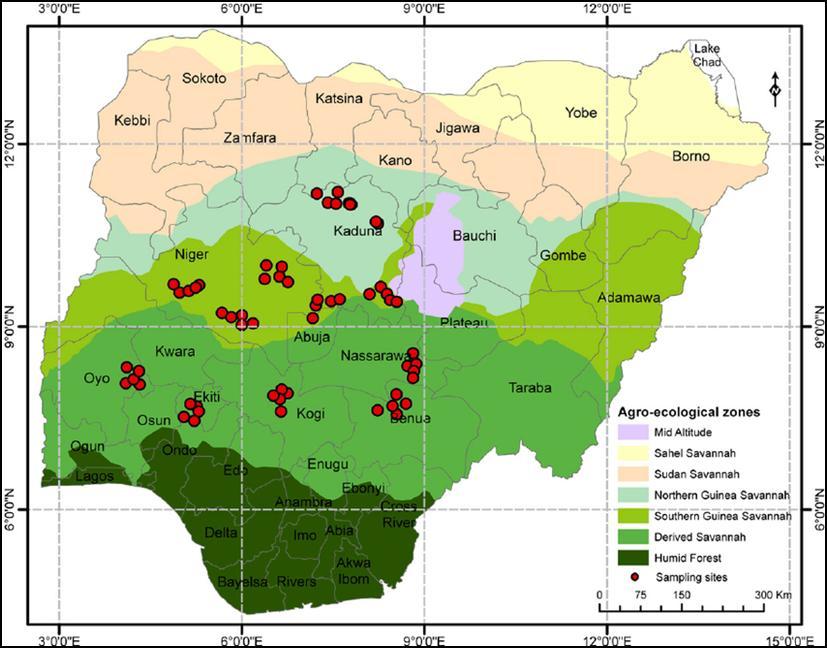 3°0'0"E 6°0'0"E 9°0'0"E 12°0'0"E 15°0'0"E
Lake
Chad
Sokoto
Katsina
Yobe
Kebbi
Jigawa
Zamfara
12°0'0"N 12°0'0"N
Kano
Borno
Kaduna
Bauchi
Niger
Gombe
Adamawa
9°0'0"N 9°0'0"N
Plateau
Abuja
Kwara
Nassarawa
Oyo
Taraba
Ekiti
Osun
Kogi
Benue
Agro-ecological zones
Mid Altitude
Ogun
Ondo
Sahel Savannah
Lagos
Edo
Enugu
Sudan Savannah
Ebonyi
Northern Guinea Savannah
Anambra
Cross
River
6°0'0"N 6°0'0"N
Southern Guinea Savannah
Delta
Imo
Abia
Derived Savannah
Humid Forest
Akwa
Ibom
Bayelsa
Rivers
Sampling sites
0 75 150 300 Km
3°0'0"E 6°0'0"E 9°0'0"E 12°0'0"E 15°0'0"E